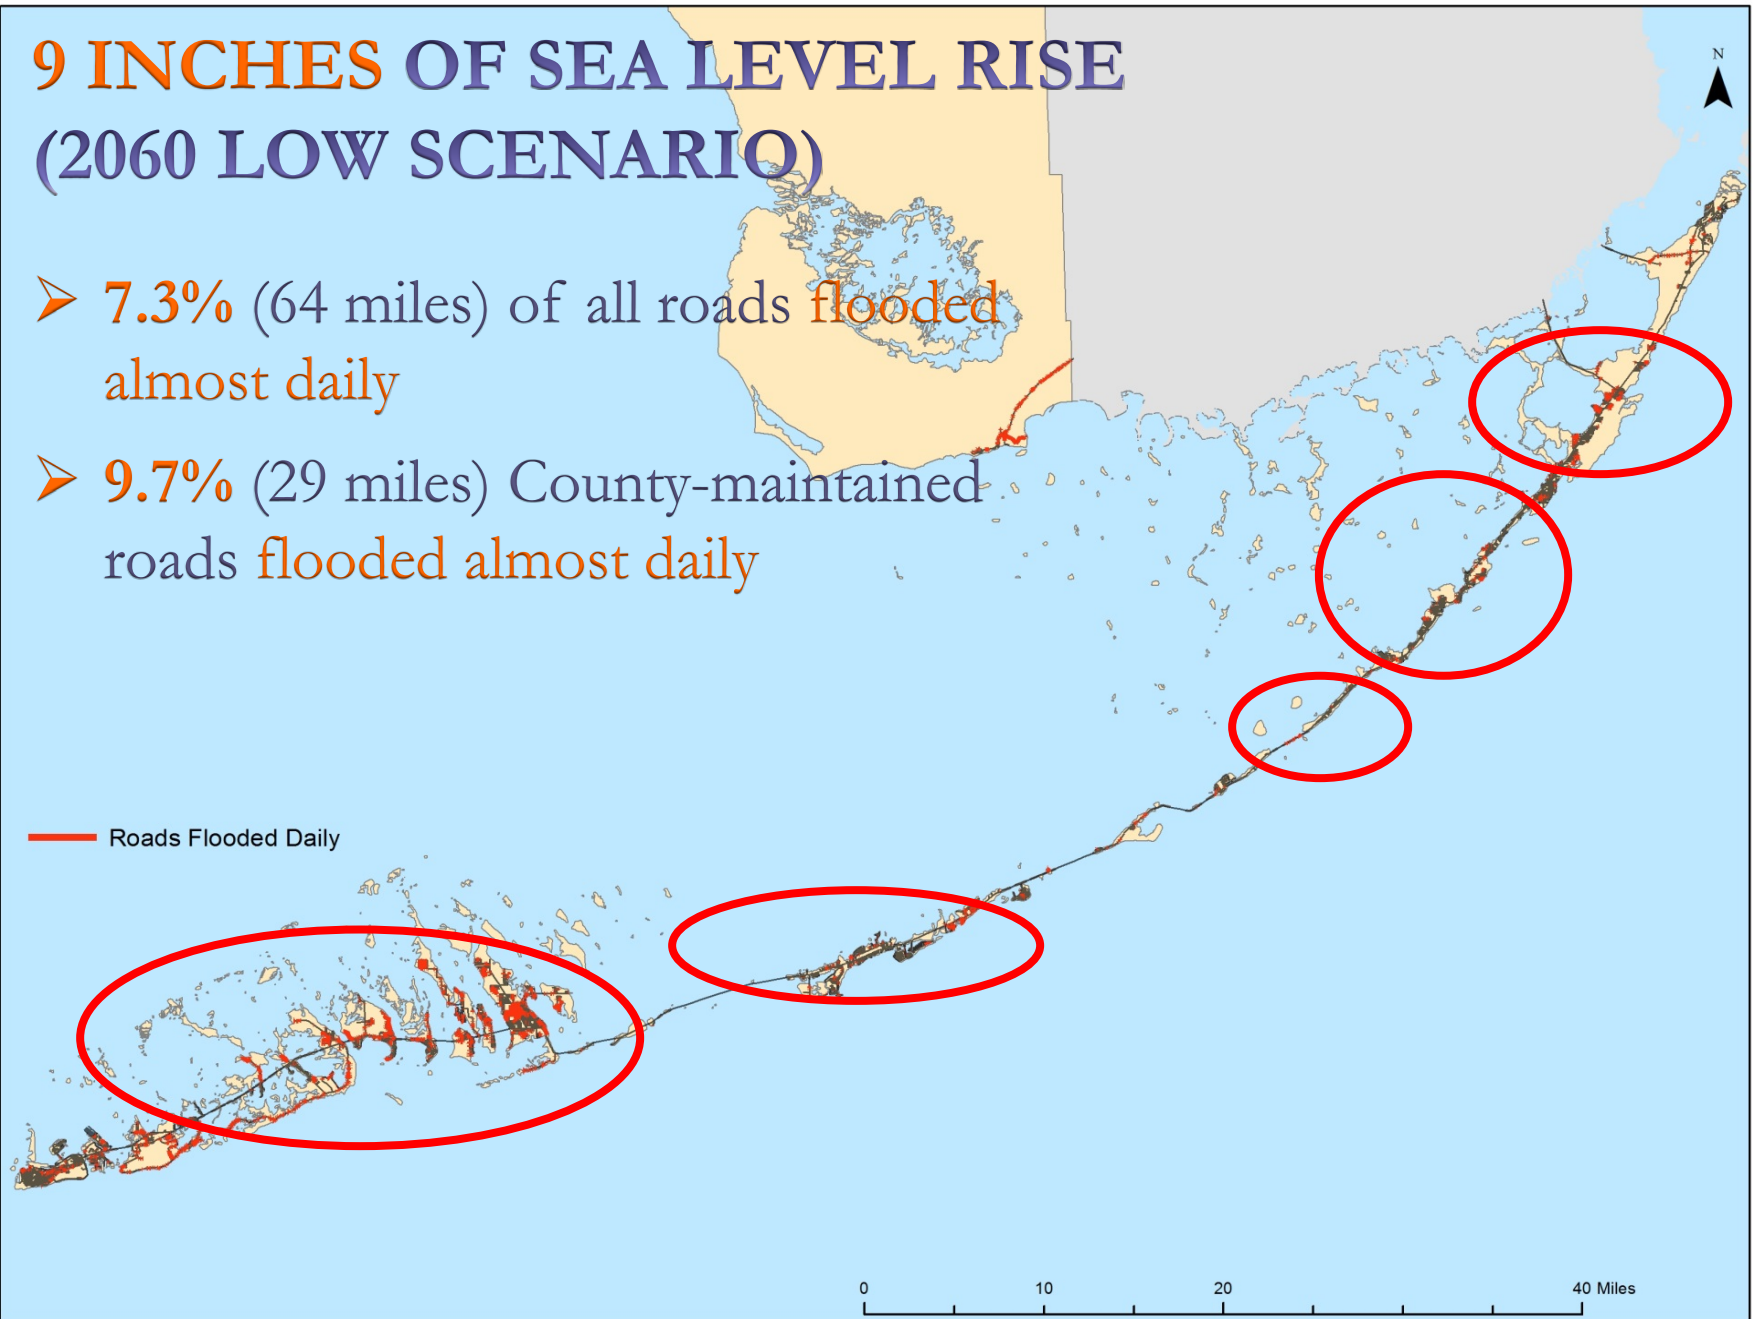 9 INCHES OF SEA LEVEL RISE
(2060 LOW SCENARIO)
➢ 7.3% (64 miles) of all roads flooded
almost daily
➢ 9.7% (29 miles) County-maintained
roads flooded almost daily
N
Roads Flooded Daily
0 10 20 40 Miles